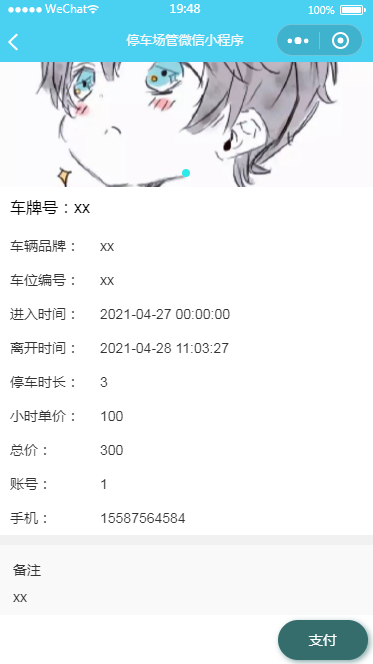 WeChat 19:48 100%
停车场管微信小程序
车牌号：xx
车辆品牌： xx
车位编号： xx
进入时间： 2021-04-27 00:00:00
离开时间： 2021-04-28 11:03:27
停车时长： 3
小时单价： 100
总价： 300
账号： 1
手机： 15587564584
备注
xx
支付